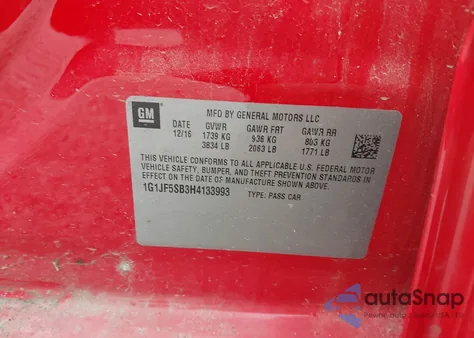 GM
MFD BY GENERAL MOTORS LLC
DATE GVWR GAWR FRT GAWR RR
12/16 1739 KG 936 KG 803 KG
3834 LB 2063 LB 1771 LB
THIS VEHICLE CONFORMS TO ALL APPLICABLE U.S. FEDERAL MOTOR
VEHICLE SAFETY, BUMPER, AND THEFT PREVENTION STANDARDS IN
EFFECT ON THE DATE OF MANUFACTURE SHOWN ABOVE.
1G1JF5SB3H4133993 TYPE: PASS CAR
autoSnap